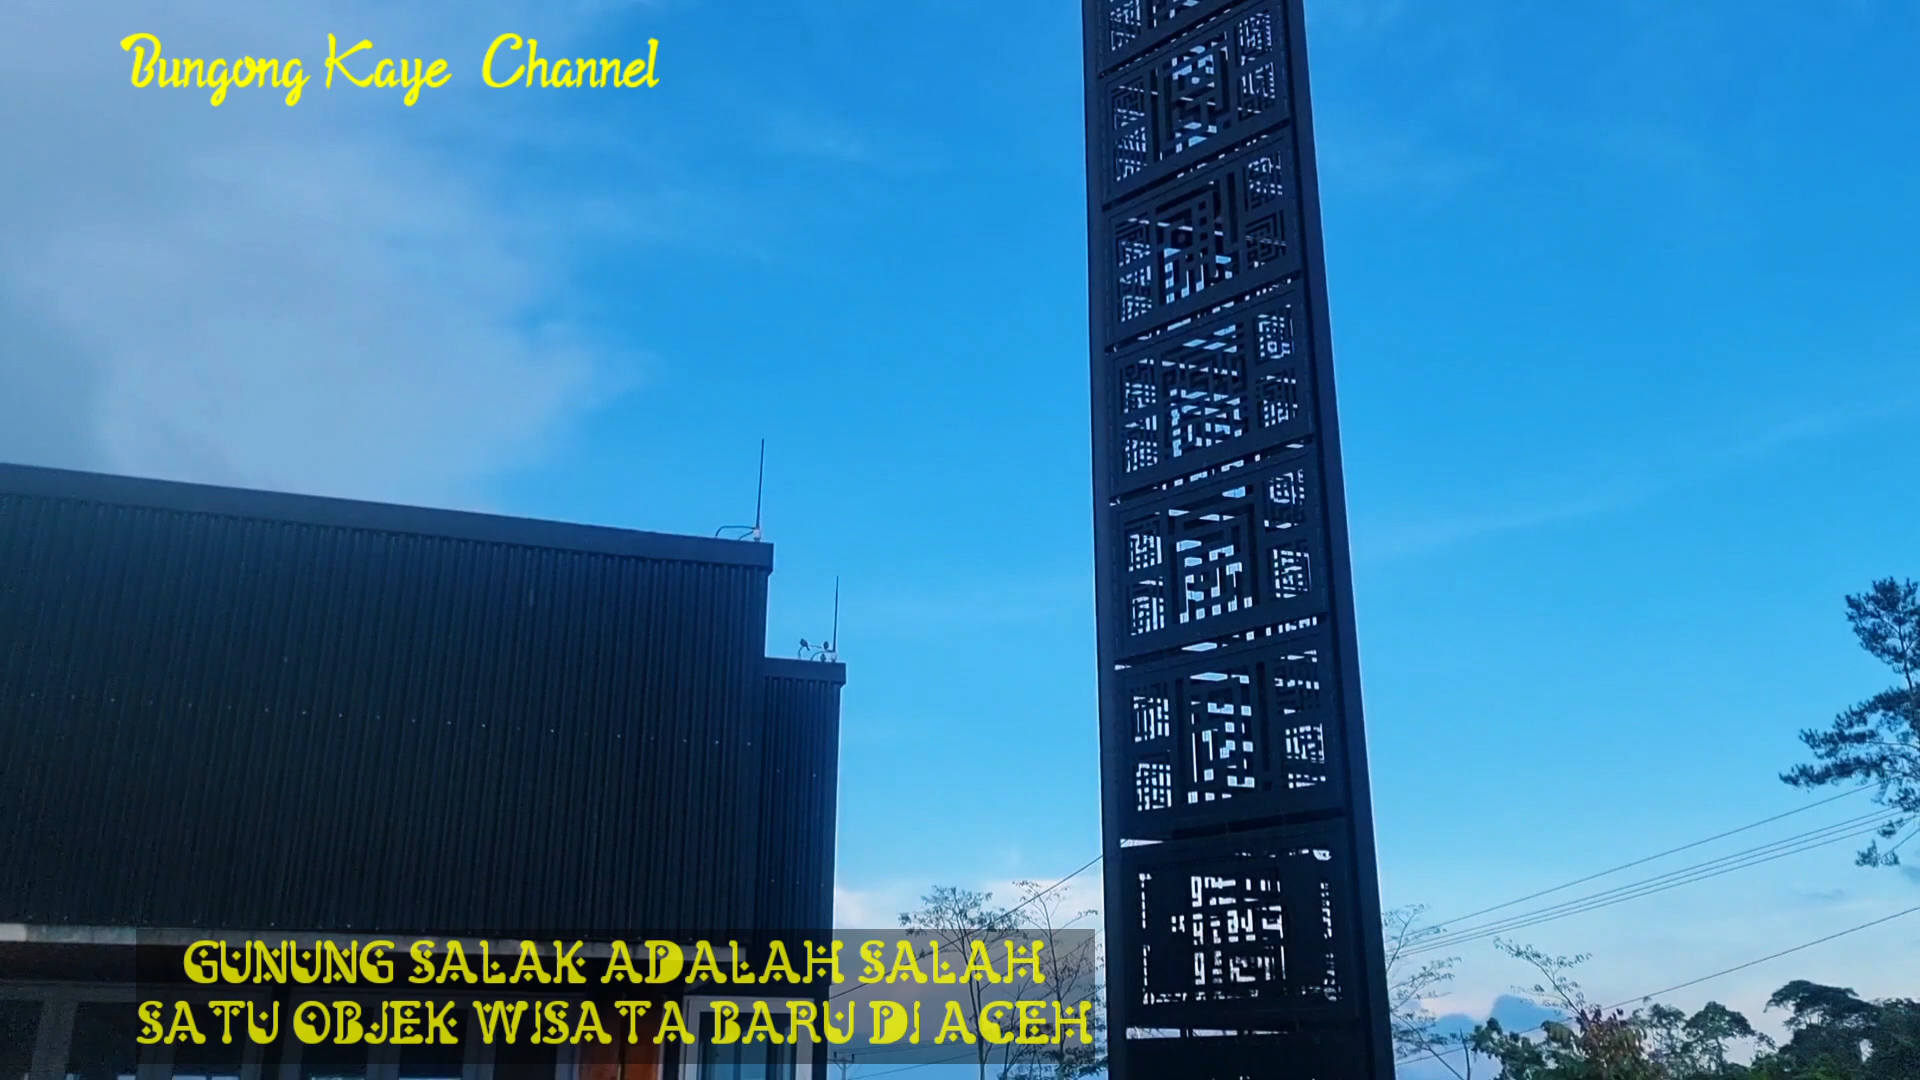 Bungong Kaye Channel
GUNUNG SALAK ADALAH SALAH
SATU OBJEK WISATA BARU DI ACEH